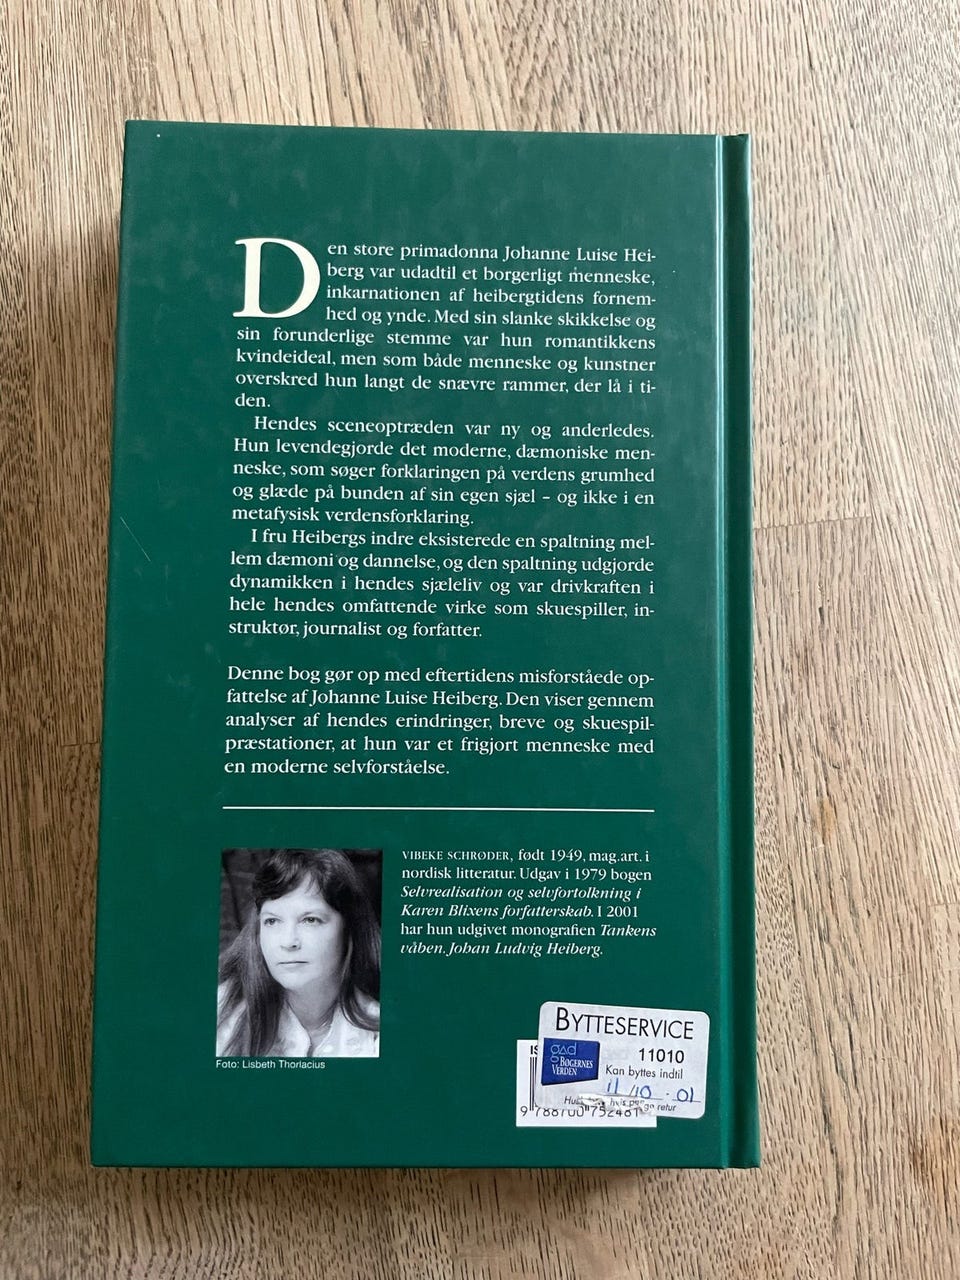 Den store primadonna Johanne Luise Hei-
berg var udadtil et borgerligt menneske,
inkarnationen af heibergtidens fornem-
hed og ynde. Med sin slanke skikkelse og
sin forunderlige stemme var hun romantikkens
kvindeideal, men som både menneske og kunstner
overskred hun langt de snævre rammer, der lå i ti-
den.
Hendes sceneoptræden var ny og anderledes.
Hun levendegjorde det moderne, dæmoniske men-
neske, som søger forklaringen på verdens grumhed
og glæde på bunden af sin egen sjæl – og ikke i en
metafysisk verdensforklaring.
I fru Heibergs indre eksisterede en spaltning mel-
lem dæmoni og dannelse, og den spaltning udgjorde
dynamikken i hendes sjæleliv og var drivkraften i
hele hendes omfattende virke som skuespiller, in-
struktør, journalist og forfatter.
Denne bog gør op med eftertidens misforståede op-
fattelse af Johanne Luise Heiberg. Den viser gennem
analyser af hendes erindringer, breve og skuespil-
præstationer, at hun var et frigjort menneske med
en moderne selvforståelse.
VIBEKE SCHRØDER, født 1949, mag.art. i
nordisk litteratur. Udgav i 1979 bogen
Selvrealisation og selvfortolkning i
Karen Blixens forfatterskab. I 2001
har hun udgivet monografien Tankens
våben. Johan Ludvig Heiberg.
Foto: Lisbeth Thorlacius
BYTTESERVICE
gad
BØGERNES
VERDEN
11010
Kan byttes indtil
11/10 - 01
retur
IS